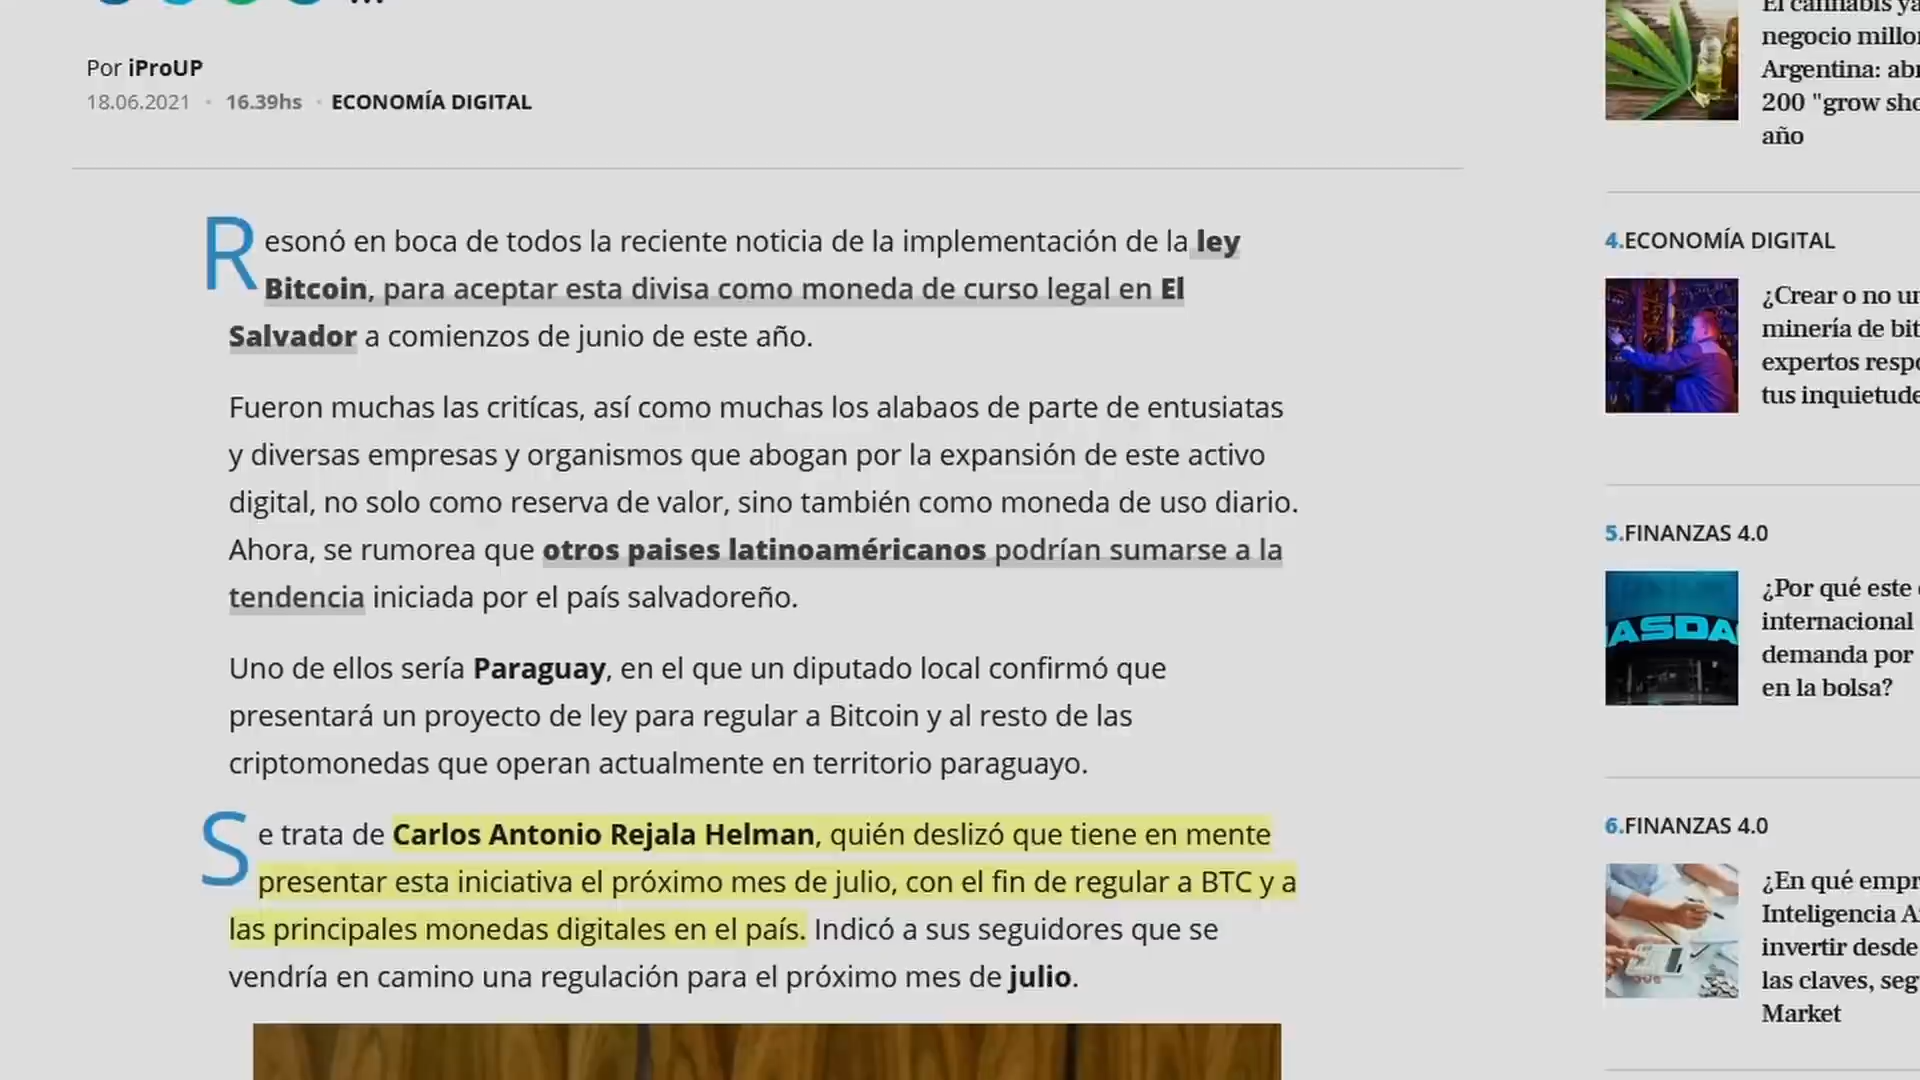 Por iProUP
18.06.2021 · 16.39hs · ECONOMÍA DIGITAL
Resonó en boca de todos la reciente noticia de la implementación de la ley
Bitcoin, para aceptar esta divisa como moneda de curso legal en El
Salvador a comienzos de junio de este año.
Fueron muchas las critícas, así como muchas los alabaos de parte de entusiatas
y diversas empresas y organismos que abogan por la expansión de este activo
digital, no solo como reserva de valor, sino también como moneda de uso diario.
Ahora, se rumorea que otros paises latinoaméricanos podrían sumarse a la
tendencia iniciada por el país salvadoreño.
Uno de ellos sería Paraguay, en el que un diputado local confirmó que
presentará un proyecto de ley para regular a Bitcoin y al resto de las
criptomonedas que operan actualmente en territorio paraguayo.
Se trata de Carlos Antonio Rejala Helman, quién deslizó que tiene en mente
presentar esta iniciativa el próximo mes de julio, con el fin de regular a BTC y a
las principales monedas digitales en el país. Indicó a sus seguidores que se
vendría en camino una regulación para el próximo mes de julio.
El cannabis ya
negocio millo
Argentina: ab
200 "grow sho
año
4.ECONOMÍA DIGITAL
¿Crear o no un
minería de bit
expertos resp
tus inquietude
5.FINANZAS 4.0
ASDA
¿Por qué este
internacional
demanda por
en la bolsa?
6.FINANZAS 4.0
¿En qué empr
Inteligencia A
invertir desde
las claves, seg
Market